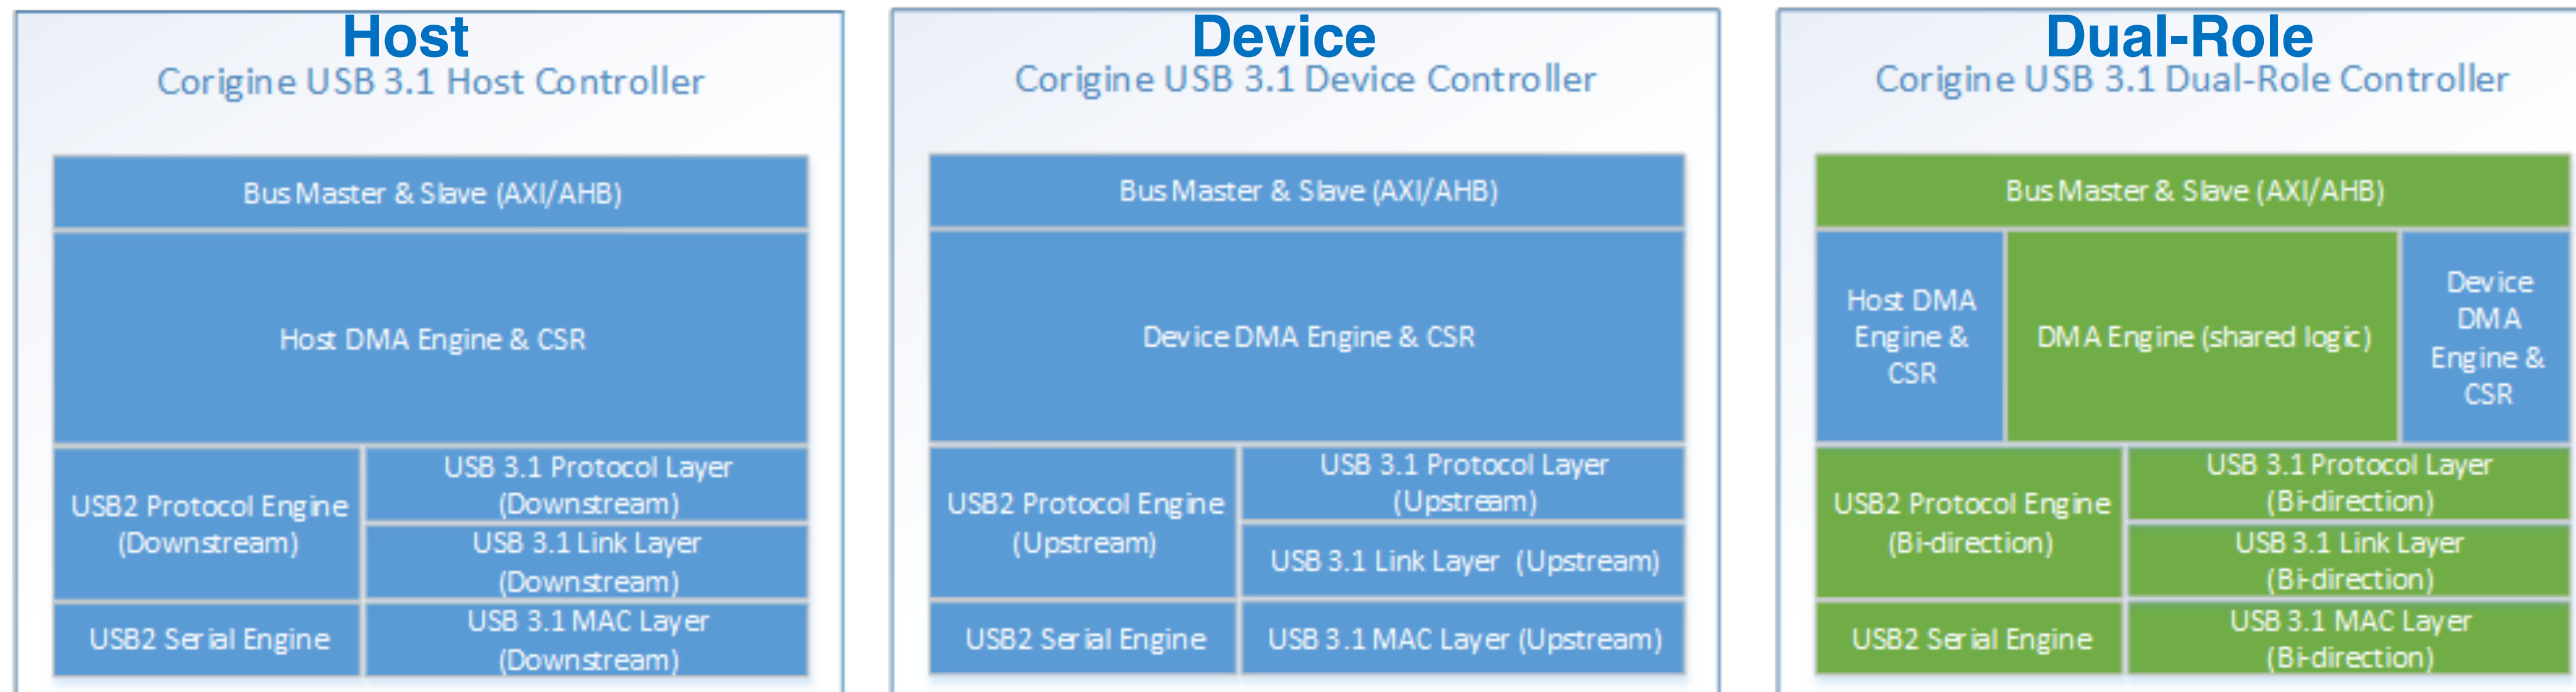 Host
Corigine USB 3.1 Host Controller
Bus Master & Slave (AXI/AHB)
Host DMA Engine & CSR
USB2 Protocol Engine
(Downstream)
USB 3.1 Protocol Layer
(Downstream)
USB 3.1 Link Layer
(Downstream)
USB2 Serial Engine
USB 3.1 MAC Layer
(Downstream)
Device
Corigine USB 3.1 Device Controller
Bus Master & Slave (AXI/AHB)
Device DMA Engine & CSR
USB2 Protocol Engine
(Upstream)
USB 3.1 Protocol Layer
(Upstream)
USB 3.1 Link Layer (Upstream)
USB2 Serial Engine
USB 3.1 MAC Layer (Upstream)
Dual-Role
Corigine USB 3.1 Dual-Role Controller
Bus Master & Slave (AXI/AHB)
Host DMA
Engine &
CSR
DMA Engine (shared logic)
Device
DMA
Engine &
CSR
USB2 Protocol Engine
(Bi-direction)
USB 3.1 Protocol Layer
(Bi-direction)
USB 3.1 Link Layer
(Bi-direction)
USB2 Serial Engine
USB 3.1 MAC Layer
(Bi-direction)